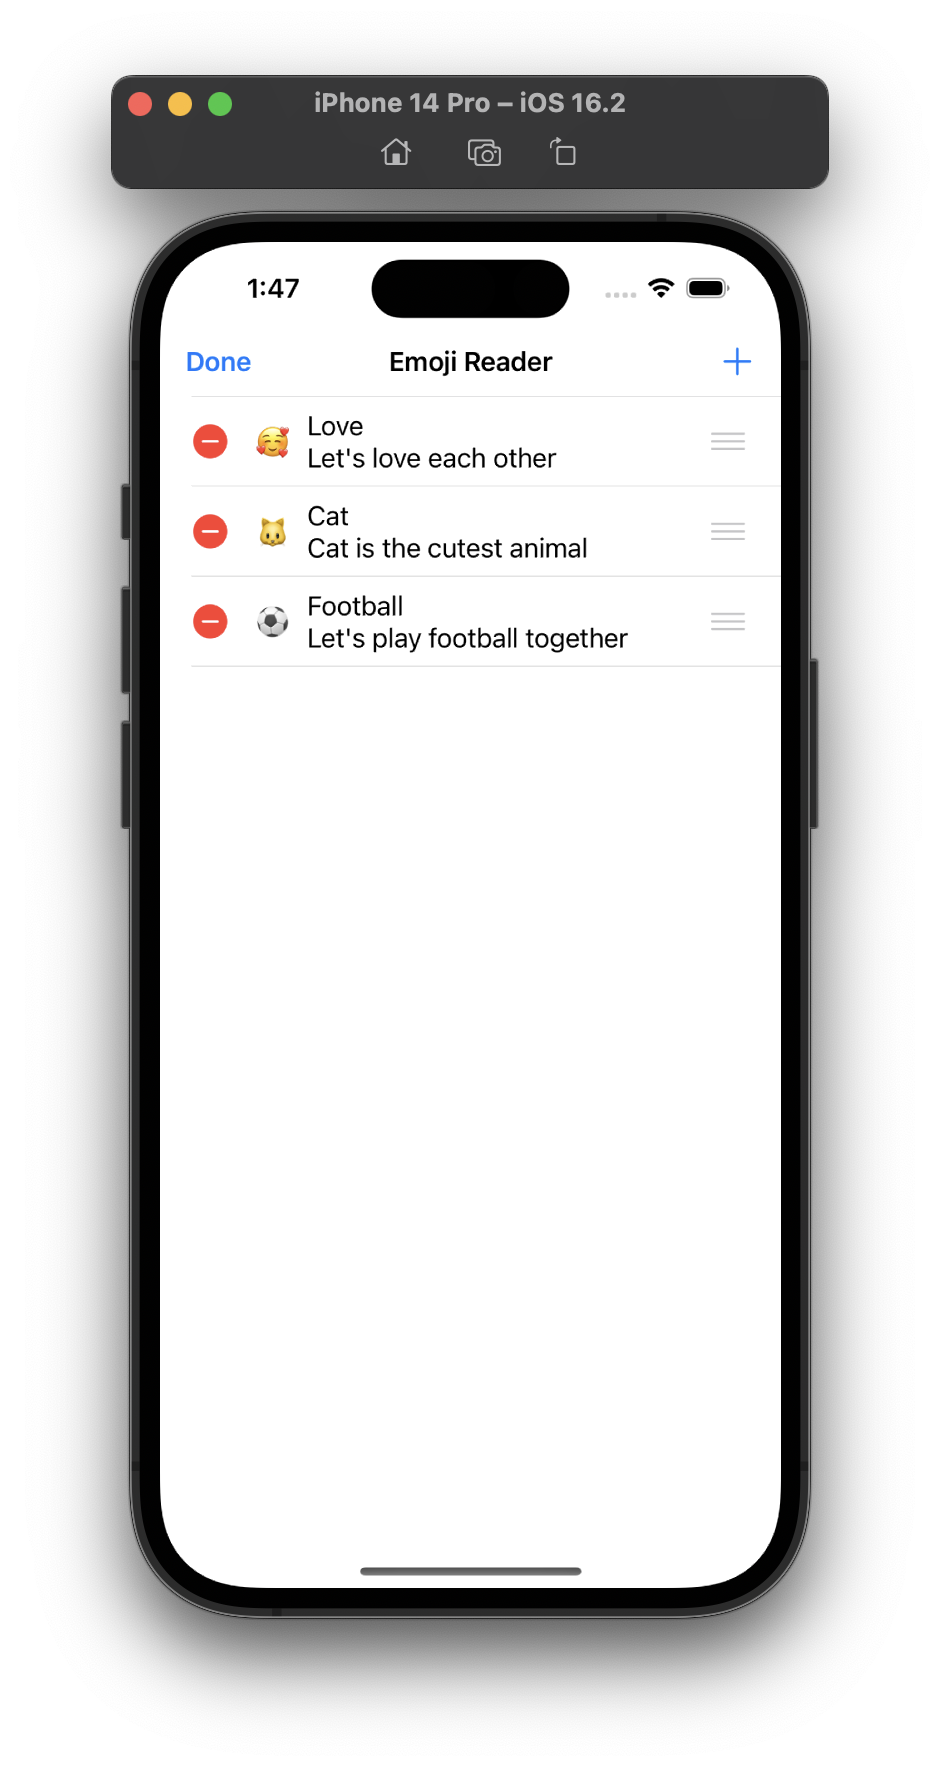 iPhone 14 Pro – iOS 16.2
1:47
Done Emoji Reader
Love
Let's love each other
Cat
Cat is the cutest animal
Football
Let's play football together